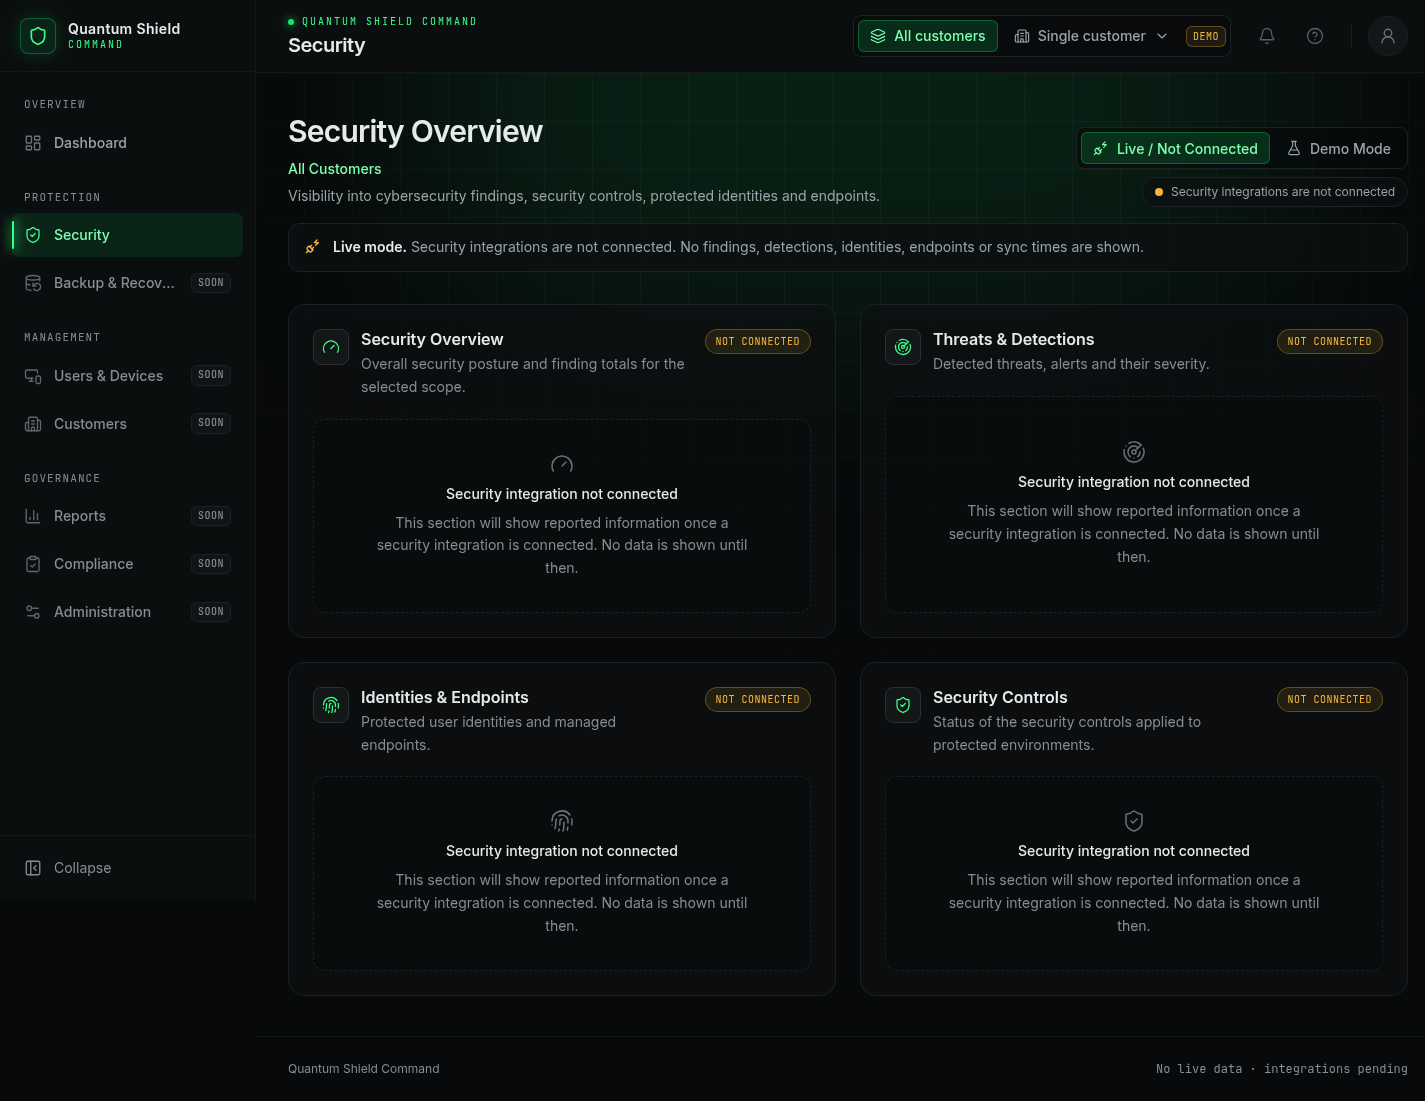 Quantum Shield
COMMAND
OVERVIEW
Dashboard
PROTECTION
Security
Backup & Recov...
SOON
MANAGEMENT
Users & Devices
SOON
Customers
SOON
GOVERNANCE
Reports
SOON
Compliance
SOON
Administration
SOON
Collapse
QUANTUM SHIELD COMMAND
Security
All customers
Single customer
DEMO
Security Overview
All Customers
Visibility into cybersecurity findings, security controls, protected identities and endpoints.
Live / Not Connected
Demo Mode
Security integrations are not connected
Live mode. Security integrations are not connected. No findings, detections, identities, endpoints or sync times are shown.
Security Overview
NOT CONNECTED
Overall security posture and finding totals for the
selected scope.
Security integration not connected
This section will show reported information once a
security integration is connected. No data is shown until
then.
Threats & Detections
NOT CONNECTED
Detected threats, alerts and their severity.
Security integration not connected
This section will show reported information once a
security integration is connected. No data is shown until
then.
Identities & Endpoints
NOT CONNECTED
Protected user identities and managed
endpoints.
Security integration not connected
This section will show reported information once a
security integration is connected. No data is shown until
then.
Security Controls
NOT CONNECTED
Status of the security controls applied to
protected environments.
Security integration not connected
This section will show reported information once a
security integration is connected. No data is shown until
then.
Quantum Shield Command
No live data · integrations pending